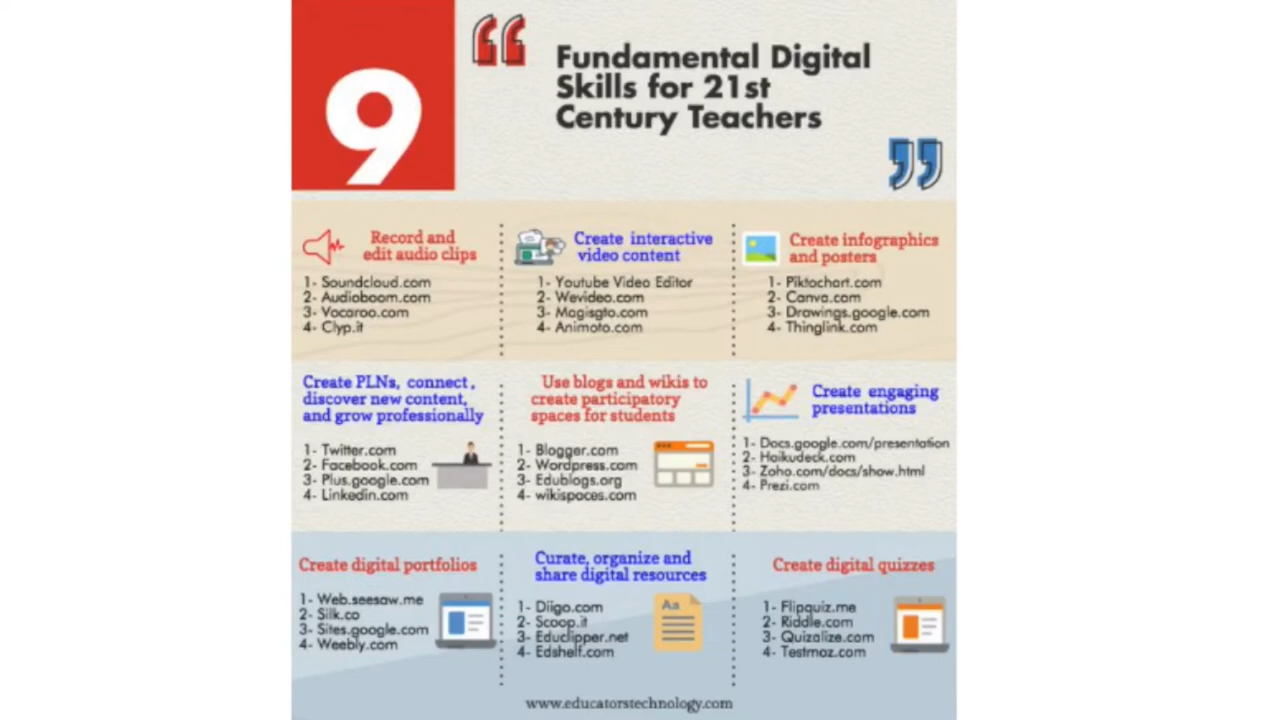 9
Fundamental Digital
Skills for 21st
Century Teachers
Record and
edit audio clips
1- Soundcloud.com
2- Audioboom.com
3- Vocaroo.com
4- Clyp.it
Create interactive
video content
1- Youtube Video Editor
2- Wevideo.com
3- Magisgto.com
4- Animoto.com
Create infographics
and posters
1- Piktochart.com
2- Canva.com
3- Drawings.google.com
4- Thinglink.com
Create PLNs, connect,
discover new content,
and grow professionally
1- Twitter.com
2- Facebook.com
3- Plus.google.com
4- Linkedin.com
Use blogs and wikis to
create participatory
spaces for students
1- Blogger.com
2- Wordpress.com
3- Edublogs.org
4- wikispaces.com
Create engaging
presentations
1- Docs.google.com/presentation
2- Haikudeck.com
3- Zoho.com/docs/show.html
4- Prezi.com
Create digital portfolios
1- Web.seesaw.me
2- Silk.co
3- Sites.google.com
4- Weebly.com
Curate, organize and
share digital resources
1- Diigo.com
2- Scoop.it
3- Educlipper.net
4- Edshelf.com
Aa
Create digital quizzes
1- Flipquiz.me
2- Riddle.com
3- Quizalize.com
4- Testmoz.com
www.educatorstechnology.com